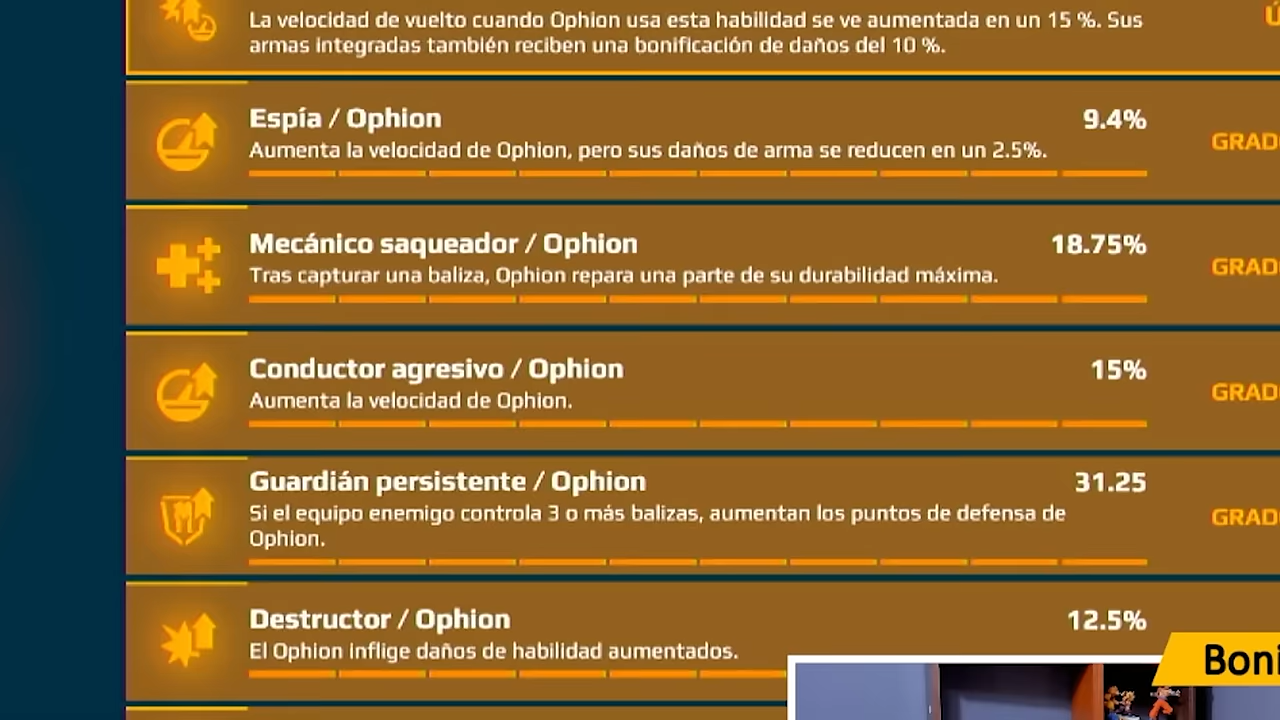 La velocidad de vuelto cuando Ophion usa esta habilidad se ve aumentada en un 15 %. Sus
armas integradas también reciben una bonificación de daños del 10 %.
Espía / Ophion
9.4%
Aumenta la velocidad de Ophion, pero sus daños de arma se reducen en un 2.5%.
GRAD
Mecánico saqueador / Ophion
18.75%
Tras capturar una baliza, Ophion repara una parte de su durabilidad máxima.
GRAD
Conductor agresivo / Ophion
15%
Aumenta la velocidad de Ophion.
GRAD
Guardián persistente / Ophion
31.25
Si el equipo enemigo controla 3 o más balizas, aumentan los puntos de defensa de
Ophion.
GRAD
Destructor / Ophion
12.5%
El Ophion inflige daños de habilidad aumentados.
Boni